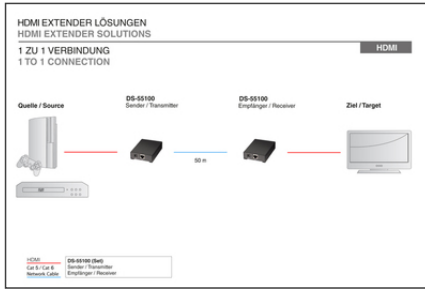 HDMI EXTENDER LÖSUNGEN
HDMI EXTENDER SOLUTIONS
1 ZU 1 VERBINDUNG
1 TO 1 CONNECTION
HDMI
Quelle / Source
DS-55100
Sender / Transmitter
DS-55100
Empfänger / Receiver
Ziel / Target
50 m
HDMI
Cat 5 / Cat 6
Network Cable
DS-55100 (Set)
Sender / Transmitter
Empfänger / Receiver